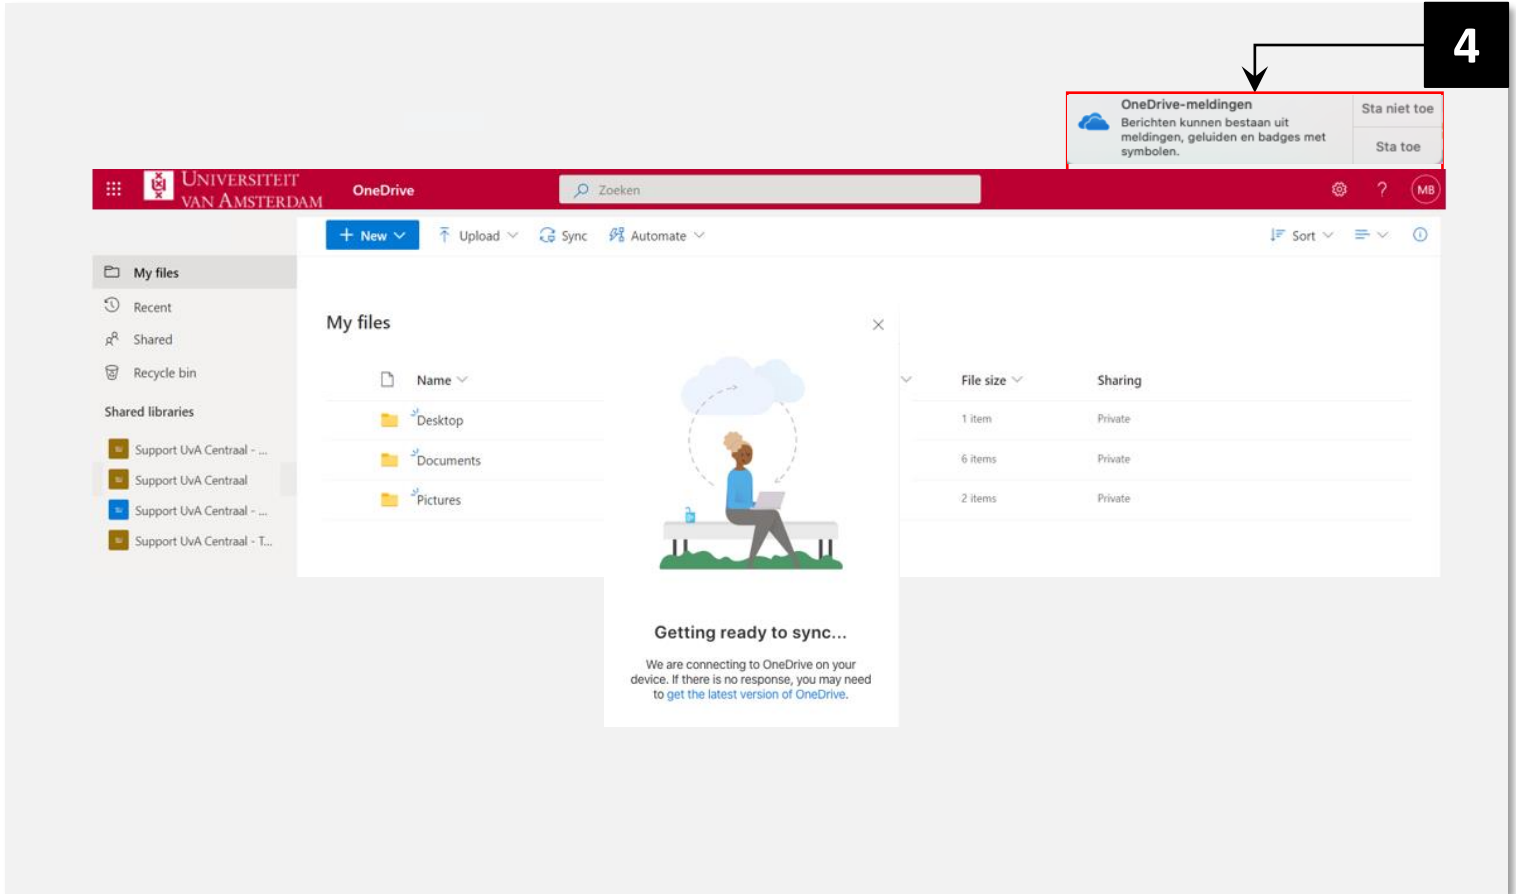 4
OneDrive-meldingen
Berichten kunnen bestaan uit
meldingen, geluiden en badges met
symbolen.
Sta niet toe
Sta toe
UNIVERSITEIT
VAN AMSTERDAM
OneDrive
Zoeken
?
MB
+ New
Upload
Sync
Automate
Sort
My files
Recent
Shared
Recycle bin
Shared libraries
Support UvA Centraal - ...
Support UvA Centraal
Support UvA Centraal - ...
Support UvA Centraal - T...
My files
Name
File size
Sharing
Desktop
1 item
Private
Documents
6 items
Private
Pictures
2 items
Private
Getting ready to sync...
We are connecting to OneDrive on your
device. If there is no response, you may need
to get the latest version of OneDrive.